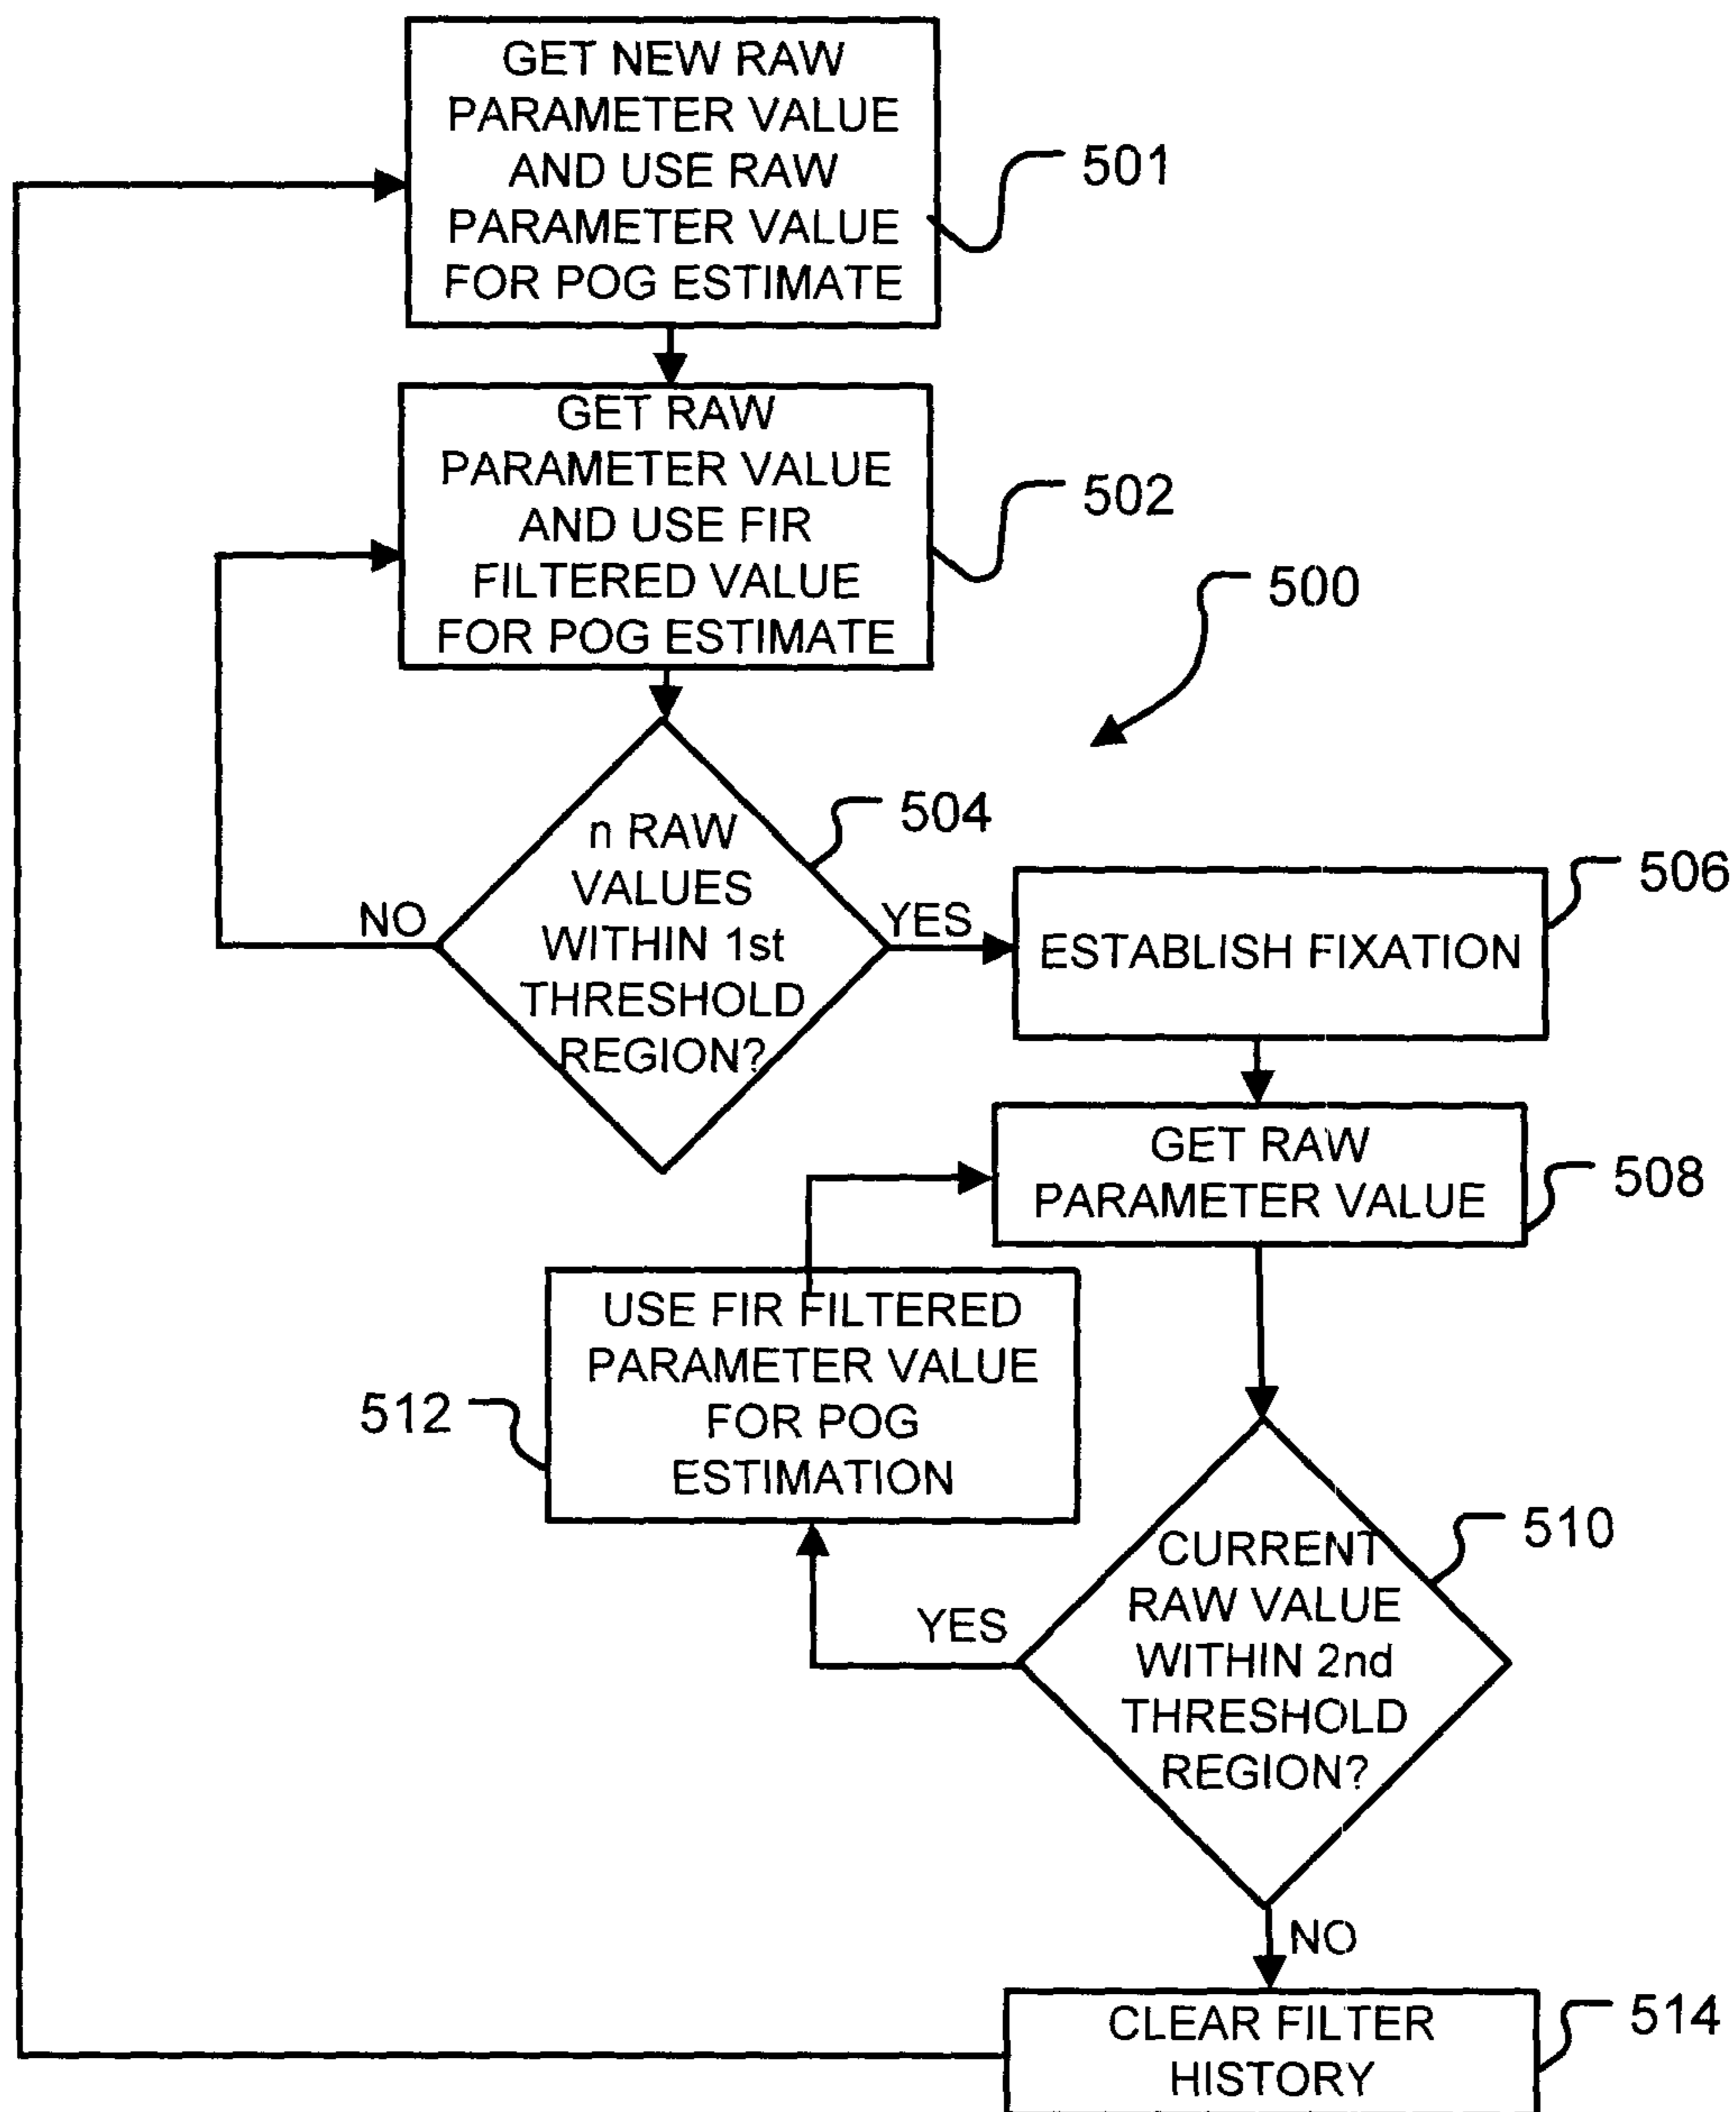 GET NEW RAW
PARAMETER VALUE
AND USE RAW
PARAMETER VALUE
FOR POG ESTIMATE
501
GET RAW
PARAMETER VALUE
AND USE FIR
FILTERED VALUE
FOR POG ESTIMATE
502
500
n RAW
VALUES
WITHIN 1st
THRESHOLD
REGION?
504
NO
YES
ESTABLISH FIXATION
506
GET RAW
PARAMETER VALUE
508
USE FIR FILTERED
PARAMETER VALUE
FOR POG
ESTIMATION
512
CURRENT
RAW VALUE
WITHIN 2nd
THRESHOLD
REGION?
510
YES
NO
CLEAR FILTER
HISTORY
514